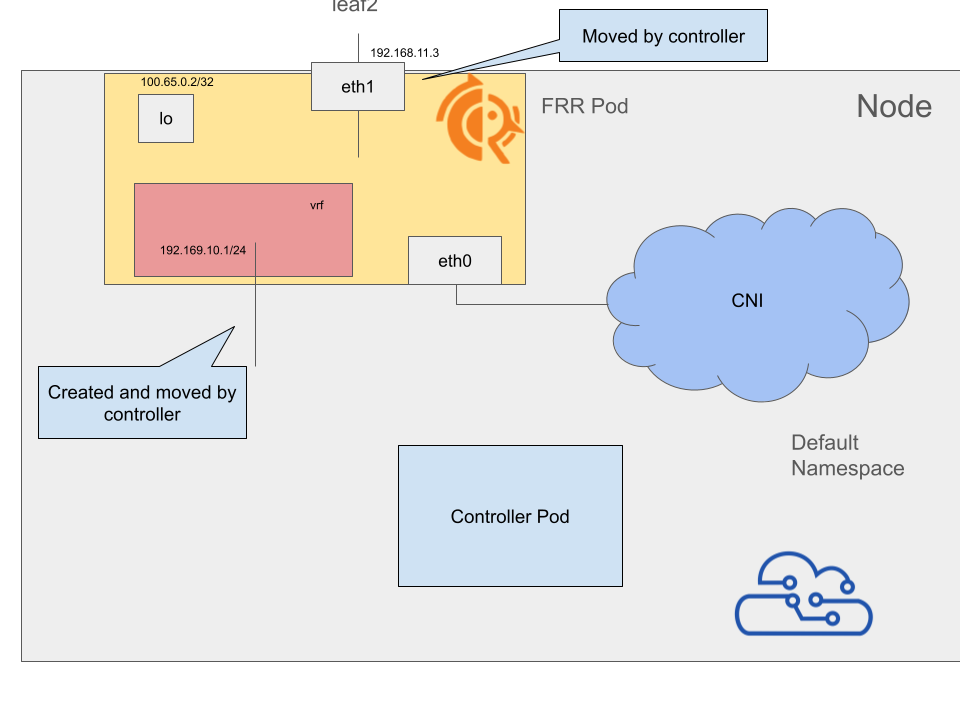 leaf2
192.168.11.3
Moved by controller
100.65.0.2/32
eth1
lo
FRR Pod
Node
vrf
192.169.10.1/24
eth0
CNI
Created and moved by
controller
Default
Namespace
Controller Pod